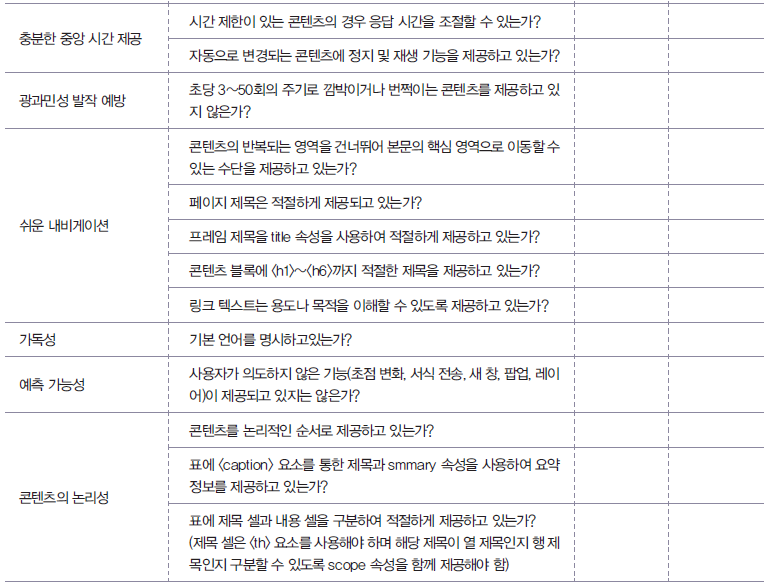 충분한 중앙 시간 제공
시간 제한이 있는 콘텐츠의 경우 응답 시간을 조절할 수 있는가?
자동으로 변경되는 콘텐츠에 정지 및 재생 기능을 제공하고 있는가?
광과민성 발작 예방
초당 3~50회의 주기로 깜박이거나 번쩍이는 콘텐츠를 제공하고 있
지 않은가?
쉬운 내비게이션
콘텐츠의 반복되는 영역을 건너뛰어 본문의 핵심 영역으로 이동할 수
있는 수단을 제공하고 있는가?
페이지 제목은 적절하게 제공되고 있는가?
프레임 제목을 title 속성을 사용하여 적절하게 제공하고 있는가?
콘텐츠 블록에 <h1>~<h6>까지 적절한 제목을 제공하고 있는가?
링크 텍스트는 용도나 목적을 이해할 수 있도록 제공하고 있는가?
가독성
기본 언어를 명시하고있는가?
예측 가능성
사용자가 의도하지 않은 기능(초점 변화, 서식 전송, 새 창, 팝업, 레이
어)이 제공되고 있지는 않은가?
콘텐츠의 논리성
콘텐츠를 논리적인 순서로 제공하고 있는가?
표에 <caption> 요소를 통한 제목과 smmary 속성을 사용하여 요약
정보를 제공하고 있는가?
표에 제목 셀과 내용 셀을 구분하여 적절하게 제공하고 있는가?
(제목 셀은 <th> 요소를 사용해야 하며 해당 제목이 열 제목인지 행 제
목인지 구분할 수 있도록 scope 속성을 함께 제공해야 함)